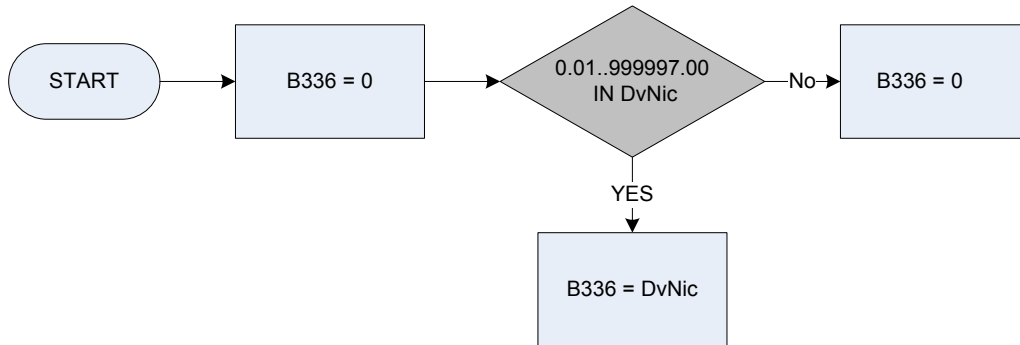 START
B336 = 0
0.01..999997.00
IN DvNic
No
B336 = 0
YES
B336 = DvNic